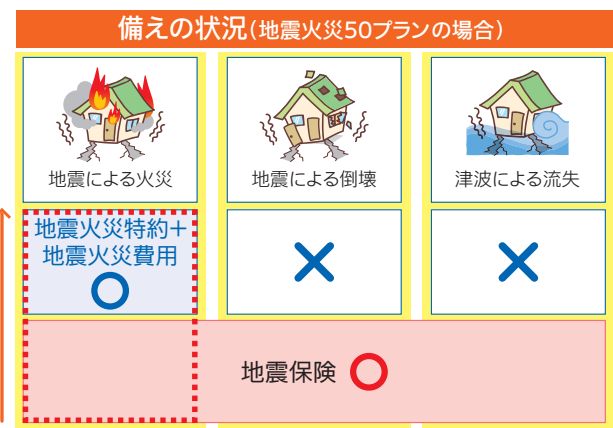 備えの状況(地震火災50プランの場合)
地震による火災
地震による倒壊
津波による流失
地震火災特約+
地震火災費用
○
×
×
地震保険 ○